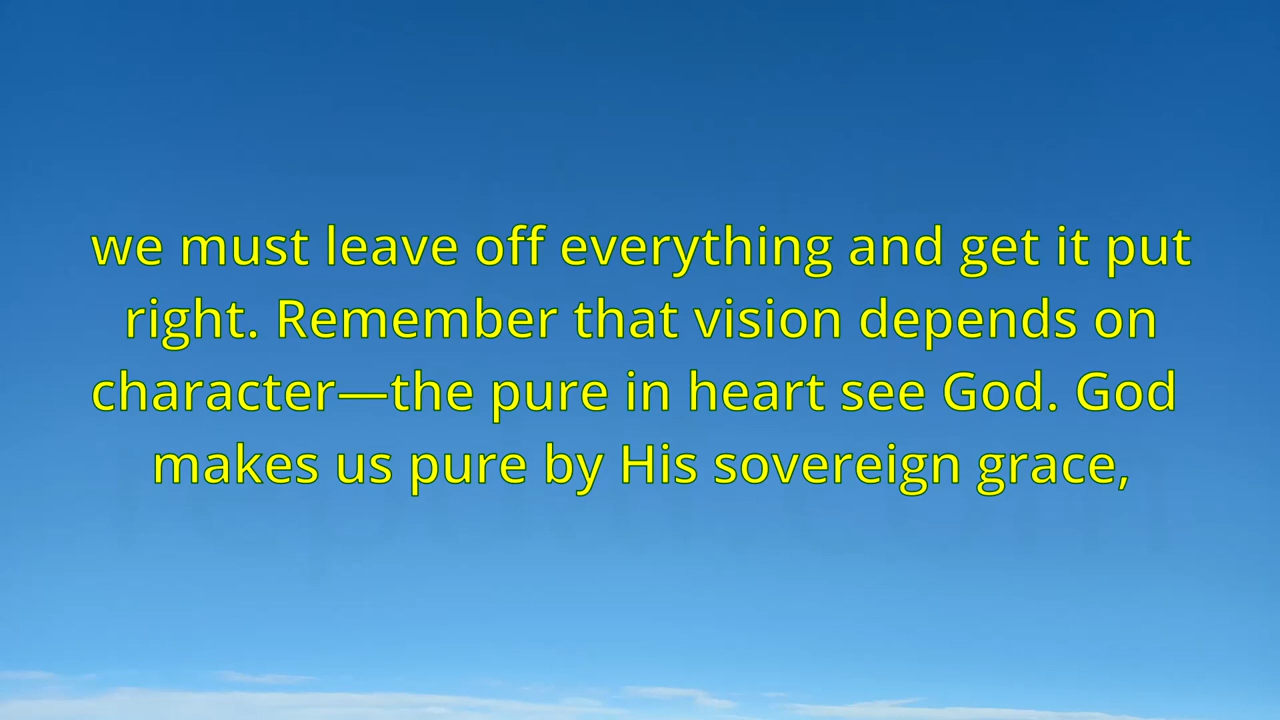 we must leave off everything and get it put
right. Remember that vision depends on
character—the pure in heart see God. God
makes us pure by His sovereign grace,